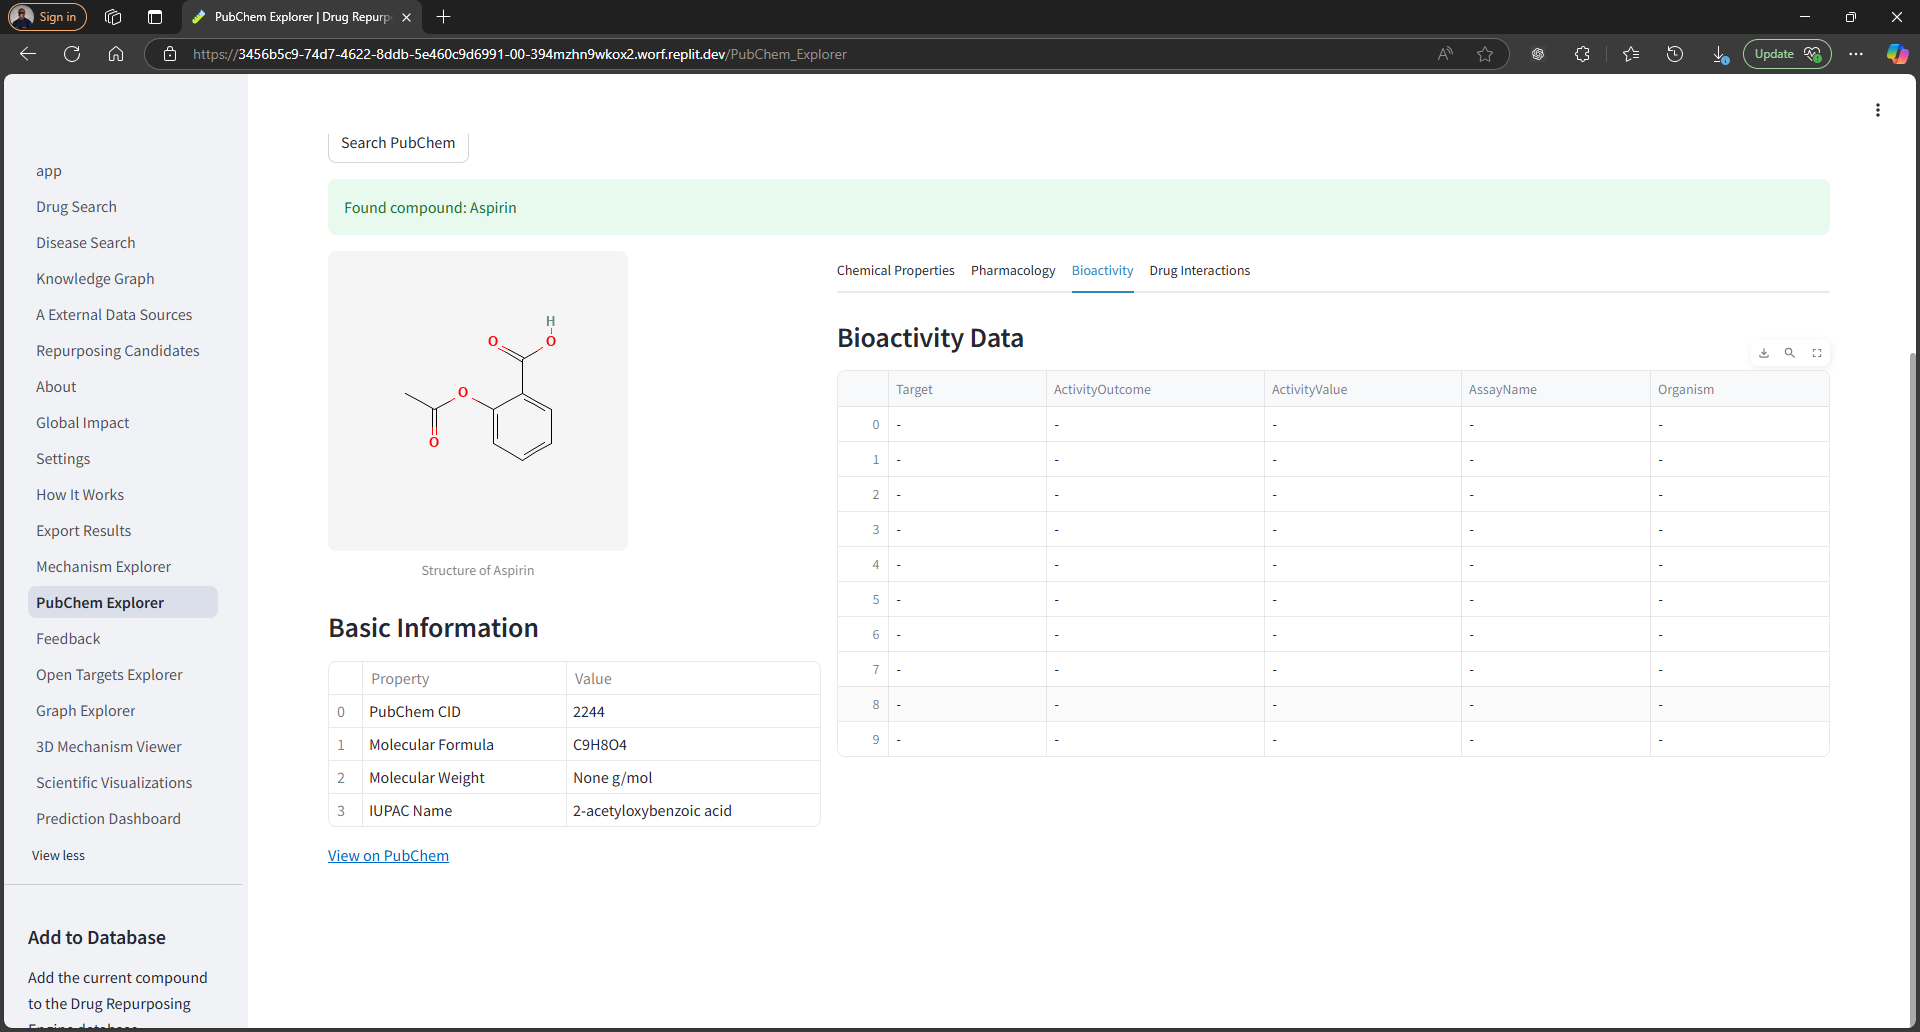 Sign in
PubChem Explorer | Drug Repurp
https://3456b5c9-74d7-4622-8ddb-5e460c9d6991-00-394mzhn9wkox2.worf.replit.dev/PubChem_Explorer
Update
app
Drug Search
Disease Search
Knowledge Graph
A External Data Sources
Repurposing Candidates
About
Global Impact
Settings
How It Works
Export Results
Mechanism Explorer
PubChem Explorer
Feedback
Open Targets Explorer
Graph Explorer
3D Mechanism Viewer
Scientific Visualizations
Prediction Dashboard
View less
Add to Database
Add the current compound
to the Drug Repurposing
Engine database
Search PubChem
Found compound: Aspirin
H
O
O
O
O
Structure of Aspirin
Basic Information
Property Value
0 PubChem CID 2244
1 Molecular Formula C9H8O4
2 Molecular Weight None g/mol
3 IUPAC Name 2-acetyloxybenzoic acid
View on PubChem
Chemical Properties Pharmacology Bioactivity Drug Interactions
Bioactivity Data
Target ActivityOutcome ActivityValue AssayName Organism
0 - - - - -
1 - - - - -
2 - - - - -
3 - - - - -
4 - - - - -
5 - - - - -
6 - - - - -
7 - - - - -
8 - - - - -
9 - - - - -